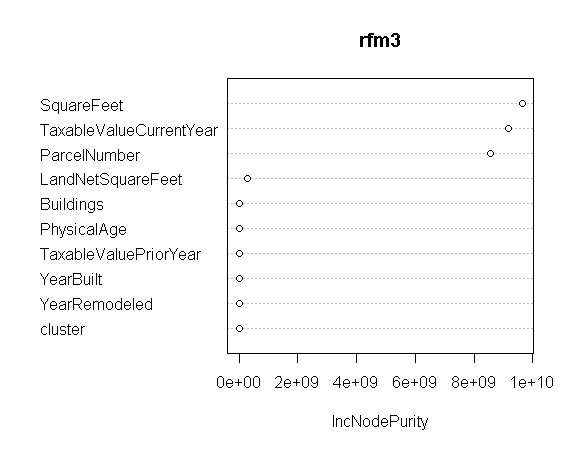 rfm3
SquareFeet
TaxableValueCurrentYear
ParcelNumber
LandNetSquareFeet
Buildings
PhysicalAge
TaxableValuePriorYear
YearBuilt
YearRemodeled
cluster
0e+00 2e+09 4e+09 6e+09 8e+09 1e+10
IncNodePurity